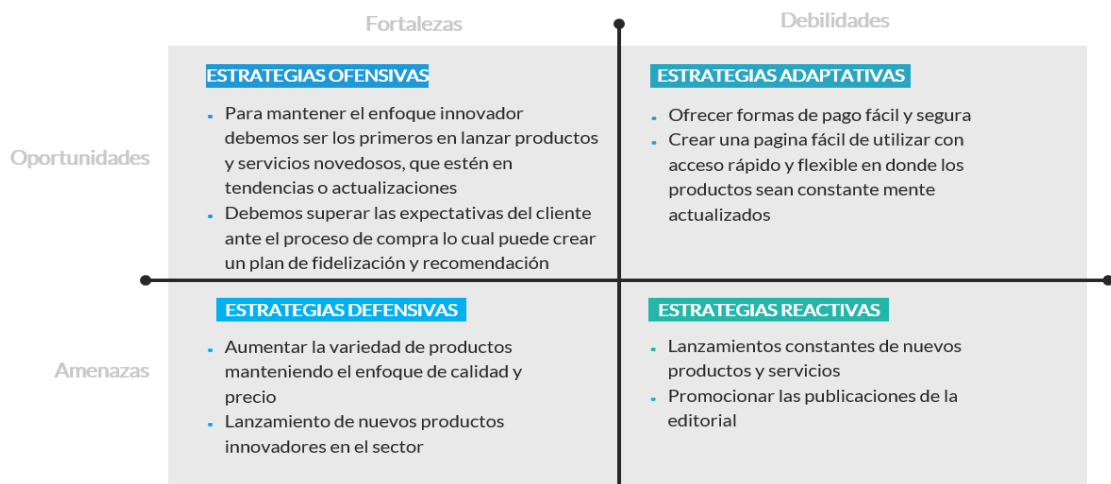 Fortalezas
Debilidades
Oportunidades
ESTRATEGIAS OFENSIVAS
Para mantener el enfoque innovador
debemos ser los primeros en lanzar productos
y servicios novedosos, que estén en
tendencias o actualizaciones
Debemos superar las expectativas del cliente
ante el proceso de compra lo cual puede crear
un plan de fidelización y recomendación
ESTRATEGIAS ADAPTATIVAS
Ofrecer formas de pago fácil y segura
Crear una pagina fácil de utilizar con
acceso rápido y flexible en donde los
productos sean constante mente
actualizados
Amenazas
ESTRATEGIAS DEFENSIVAS
Aumentar la variedad de productos
manteniendo el enfoque de calidad y
precio
Lanzamiento de nuevos productos
innovadores en el sector
ESTRATEGIAS REACTIVAS
Lanzamientos constantes de nuevos
productos y servicios
Promocionar las publicaciones de la
editorial